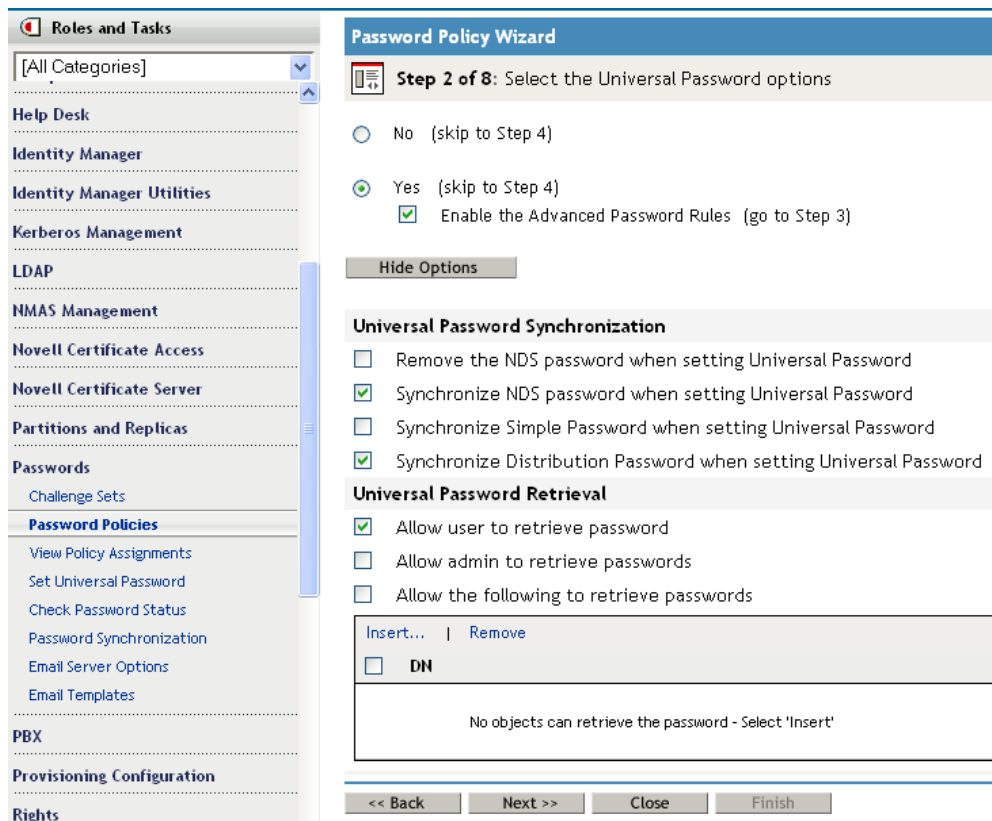 Roles and Tasks
[All Categories]
Help Desk
Identity Manager
Identity Manager Utilities
Kerberos Management
LDAP
NMAS Management
Novell Certificate Access
Novell Certificate Server
Partitions and Replicas
Passwords
Challenge Sets
Password Policies
View Policy Assignments
Set Universal Password
Check Password Status
Password Synchronization
Email Server Options
Email Templates
PBX
Provisioning Configuration
Rights
Password Policy Wizard
Step 2 of 8: Select the Universal Password options
No (skip to Step 4)
Yes (skip to Step 4)
Enable the Advanced Password Rules (go to Step 3)
Hide Options
Universal Password Synchronization
Remove the NDS password when setting Universal Password
Synchronize NDS password when setting Universal Password
Synchronize Simple Password when setting Universal Password
Synchronize Distribution Password when setting Universal Password
Universal Password Retrieval
Allow user to retrieve password
Allow admin to retrieve passwords
Allow the following to retrieve passwords
Insert... | Remove
DN
No objects can retrieve the password - Select 'Insert'
<< Back Next >> Close Finish